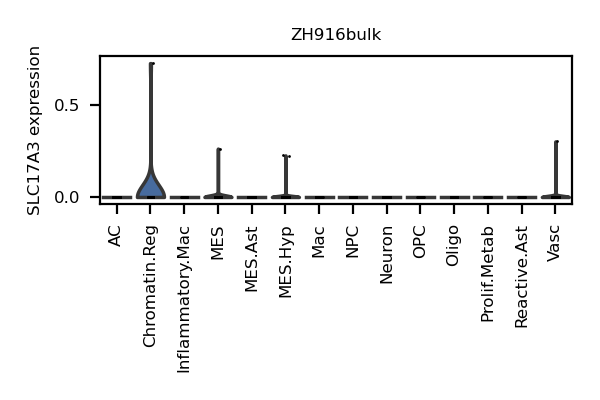 ZH916bulk
SLC17A3 expression
0.5
0.0
AC
Chromatin.Reg
Inflammatory.Mac
MES
MES.Ast
MES.Hyp
Mac
NPC
Neuron
OPC
Oligo
Prolif.Metab
Reactive.Ast
Vasc